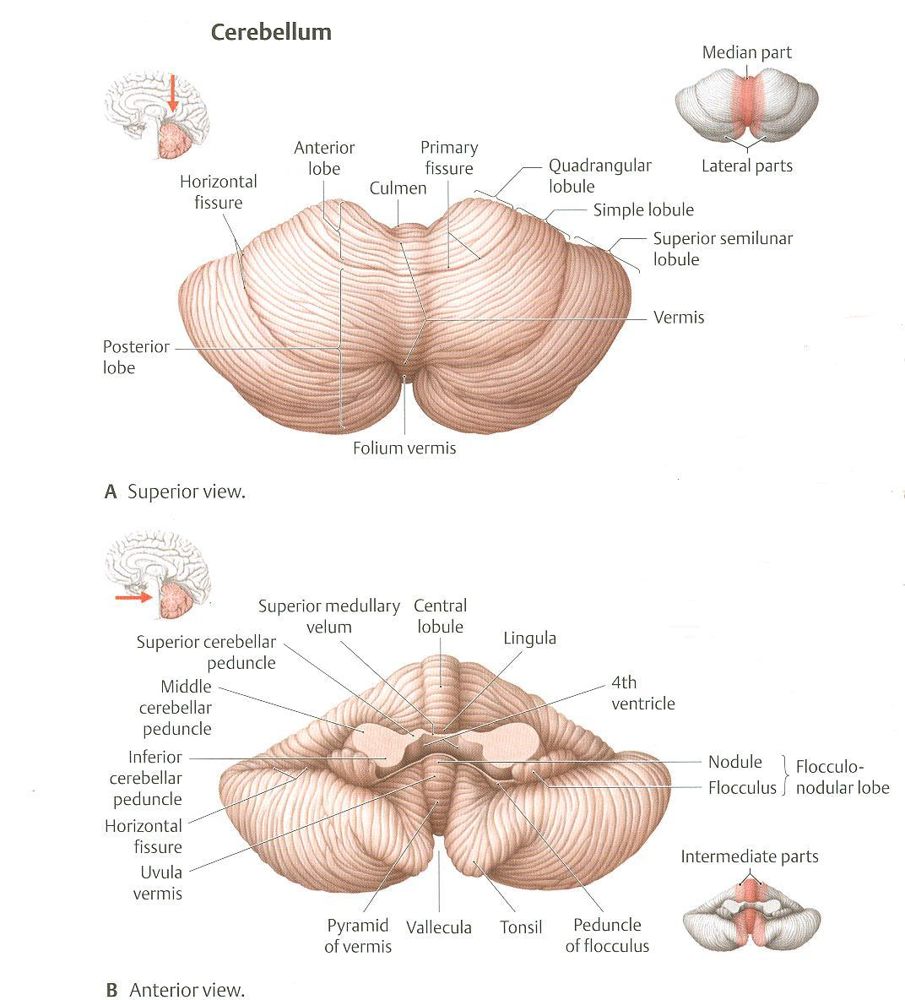 Cerebellum
Median part
Lateral parts
Anterior
lobe
Primary
fissure
Quadrangular
lobule
Horizontal
fissure
Culmen
Simple lobule
Superior semilunar
lobule
Vermis
Posterior
lobe
Folium vermis
A Superior view.
Superior medullary
velum
Central
lobule
Lingula
Superior cerebellar
peduncle
Middle
cerebellar
peduncle
4th
ventricle
Inferior
cerebellar
peduncle
Nodule
Flocculus
Flocculo-
nodular lobe
Horizontal
fissure
Uvula
vermis
Intermediate parts
Pyramid
of vermis
Vallecula
Tonsil
Peduncle
of flocculus
B Anterior view.